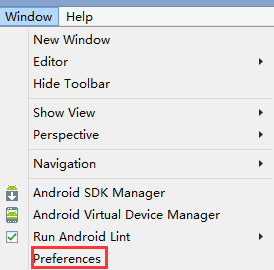 Window Help
New Window
Editor
Hide Toolbar
Show View
Perspective
Navigation
Android SDK Manager
Android Virtual Device Manager
Run Android Lint
Preferences